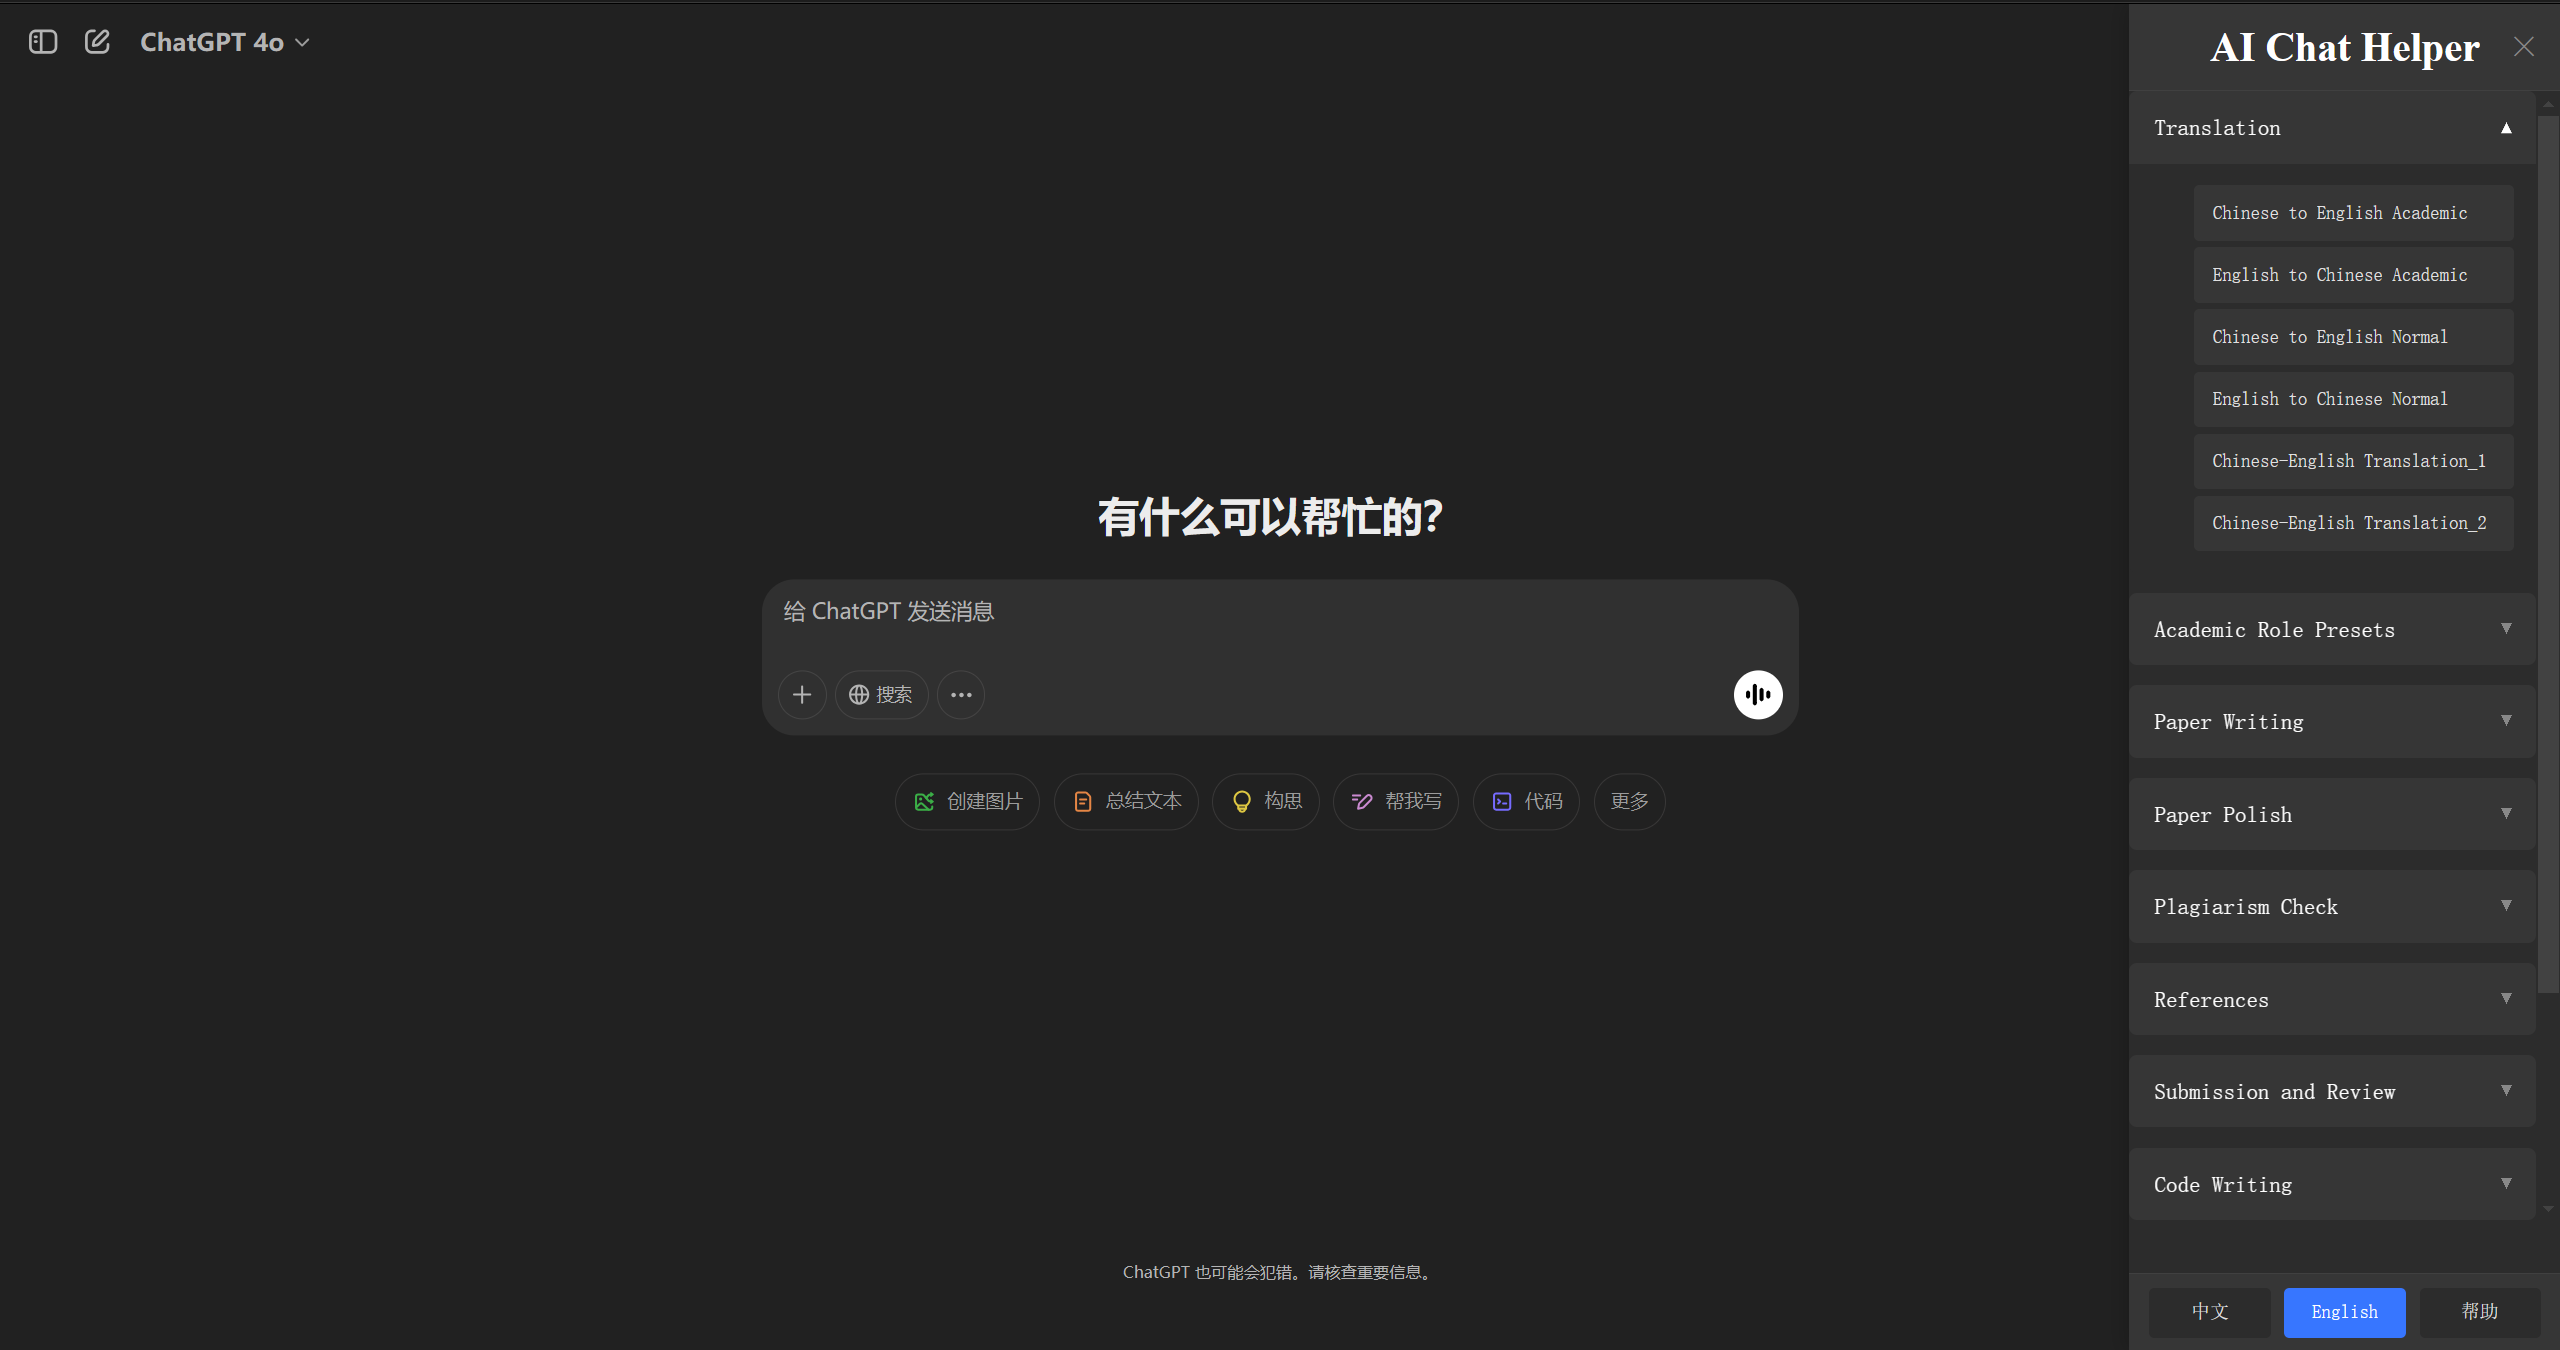 ChatGPT 4o
有什么可以帮忙的?
给 ChatGPT 发送消息
搜索
创建图片 总结文本 构思 帮我写 代码 更多
ChatGPT 也可能会犯错。请核查重要信息。
AI Chat Helper
Translation
Chinese to English Academic
English to Chinese Academic
Chinese to English Normal
English to Chinese Normal
Chinese-English Translation_1
Chinese-English Translation_2
Academic Role Presets
Paper Writing
Paper Polish
Plagiarism Check
References
Submission and Review
Code Writing
中文 English 帮助